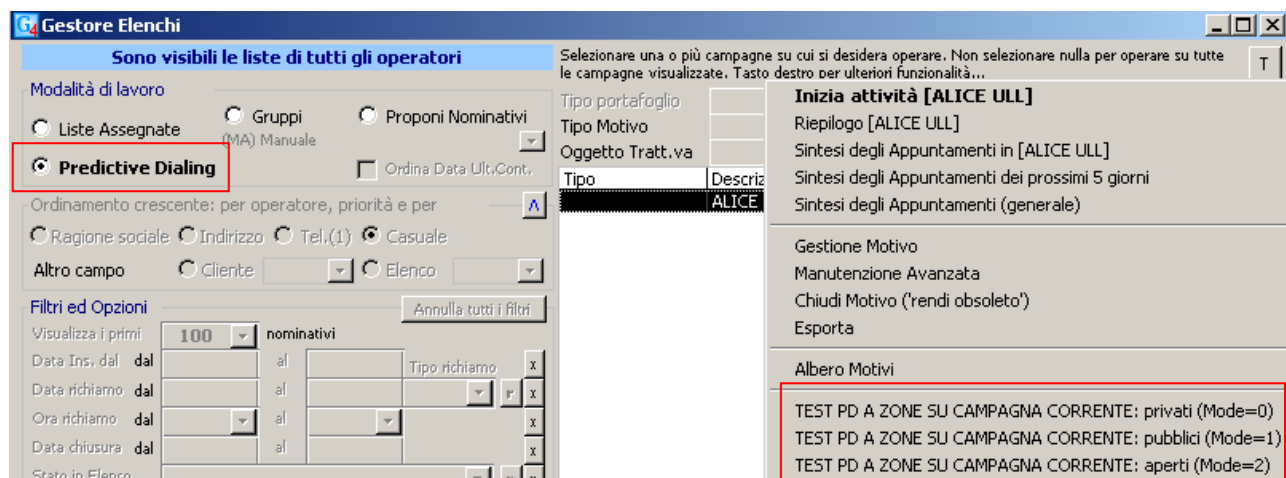 G4 Gestore Elenchi
Sono visibili le liste di tutti gli operatori
Modalità di lavoro
Liste Assegnate
Gruppi
Proponi Nominativi
(MA) Manuale
Predictive Dialing
Ordina Data Ult.Cont.
Ordinamento crescente: per operatore, priorità e per
Λ
Ragione sociale
Indirizzo
Tel.(1)
Casuale
Altro campo
Cliente
Elenco
Filtri ed Opzioni
Annulla tutti i filtri
Visualizza i primi
100
nominativi
Data Ins. dal dal
al
Tipo richiamo
x
Data richiamo dal
al
r
x
Ora richiamo dal
al
x
Data chiusura dal
al
x
Stato in Elenco
Selezionare una o più campagne su cui si desidera operare. Non selezionare nulla per operare su tutte
le campagne visualizzate. Tasto destro per ulteriori funzionalità...
T
Tipo portafoglio
Tipo Motivo
Oggetto Tratt.va
Tipo
Descriz
ALICE
Inizia attività [ALICE ULL]
Riepilogo [ALICE ULL]
Sintesi degli Appuntamenti in [ALICE ULL]
Sintesi degli Appuntamenti dei prossimi 5 giorni
Sintesi degli Appuntamenti (generale)
Gestione Motivo
Manutenzione Avanzata
Chiudi Motivo ('rendi obsoleto')
Esporta
Albero Motivi
TEST PD A ZONE SU CAMPAGNA CORRENTE: privati (Mode=0)
TEST PD A ZONE SU CAMPAGNA CORRENTE: pubblici (Mode=1)
TEST PD A ZONE SU CAMPAGNA CORRENTE: aperti (Mode=2)